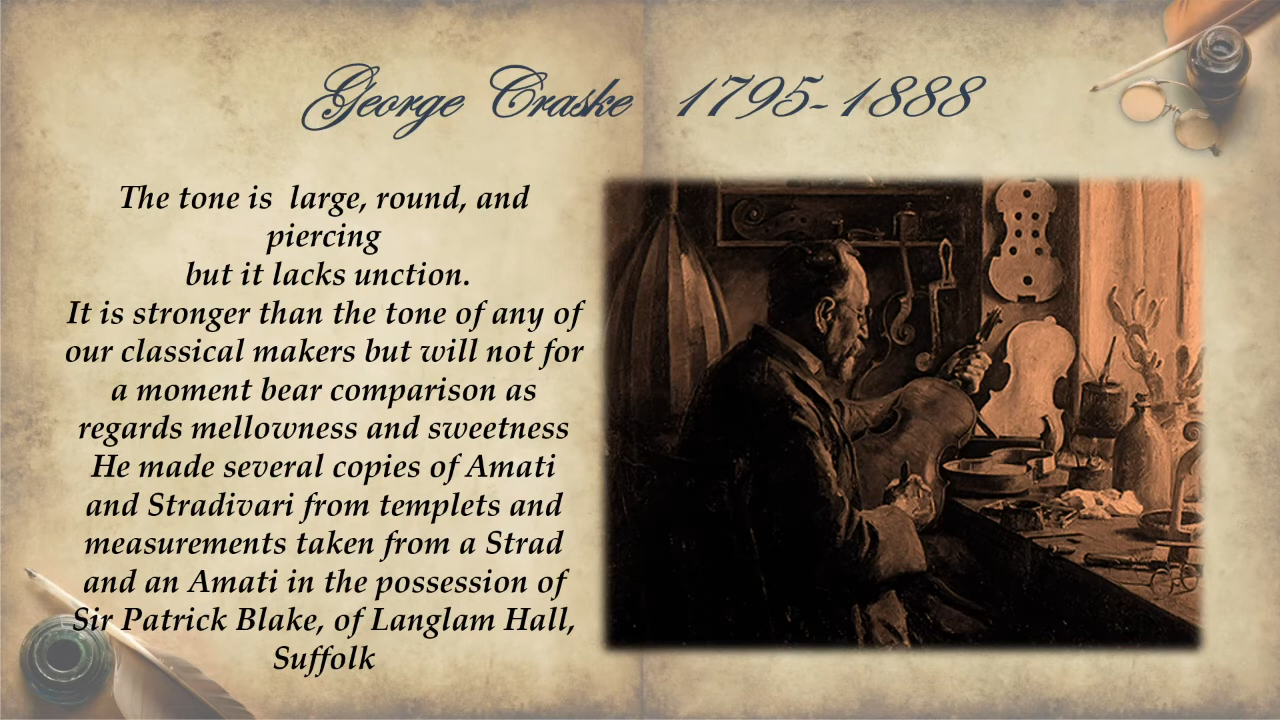 George Craske 1795-1888
The tone is large, round, and
piercing
but it lacks unction.
It is stronger than the tone of any of
our classical makers but will not for
a moment bear comparison as
regards mellowness and sweetness
He made several copies of Amati
and Stradivari from templets and
measurements taken from a Strad
and an Amati in the possession of
Sir Patrick Blake, of Langlam Hall,
Suffolk